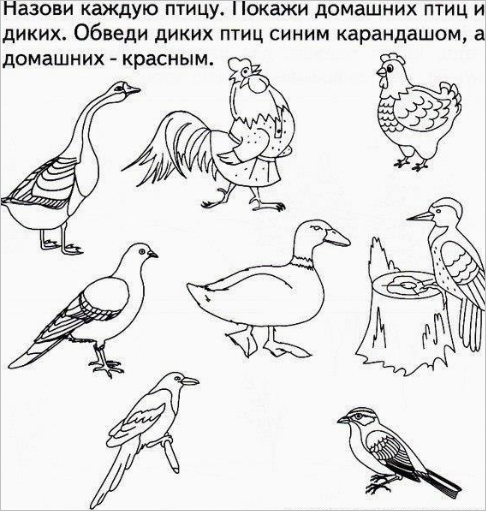 Назови каждую птицу. Покажи домашних птиц и
диких. Обведи диких птиц синим карандашом, а
домашних - красным.